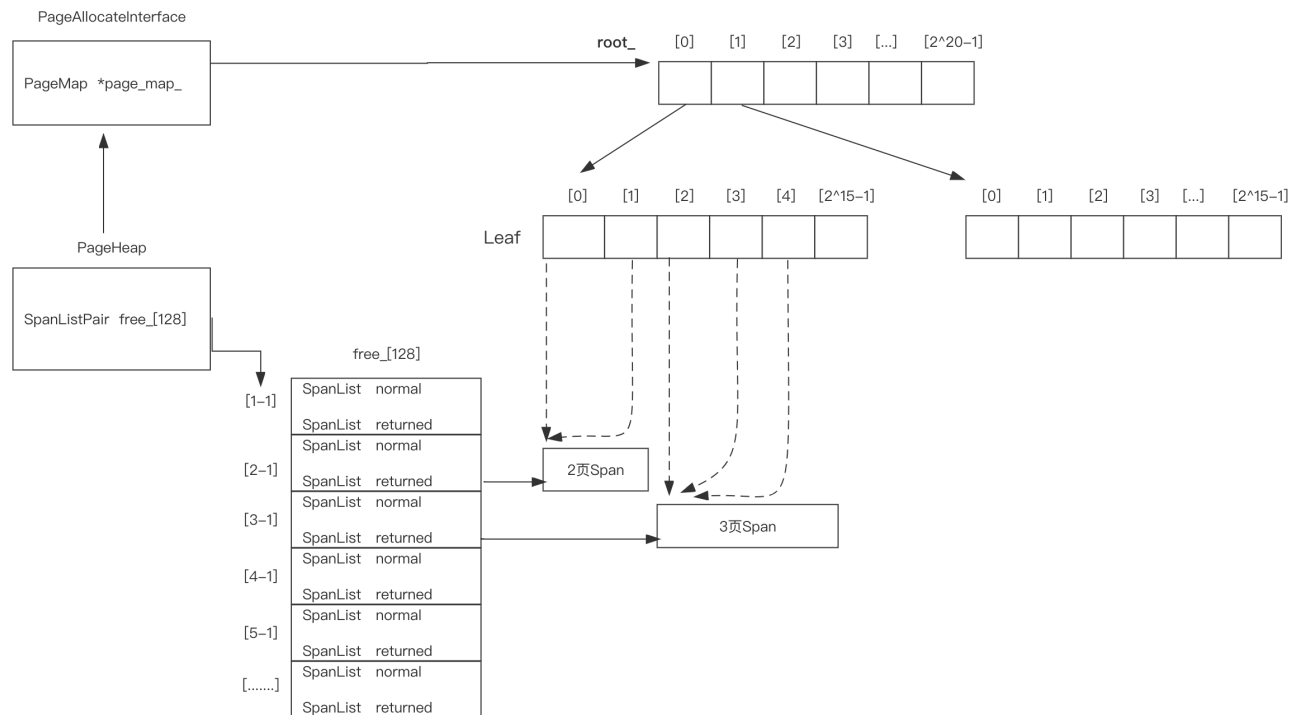 PageAllocateInterface
PageMap *page_map_
root_ [0] [1] [2] [3] [...] [2^20-1]
[0] [1] [2] [3] [4] [2^15-1]
[0] [1] [2] [3] [...] [2^15-1]
Leaf
PageHeap
SpanListPair free_[128]
free_[128]
[1-1]
SpanList normal
SpanList returned
[2-1]
SpanList normal
SpanList returned
2页Span
[3-1]
SpanList normal
SpanList returned
3页Span
[4-1]
SpanList normal
SpanList returned
[5-1]
SpanList normal
SpanList returned
[.......]
SpanList normal
SpanList returned